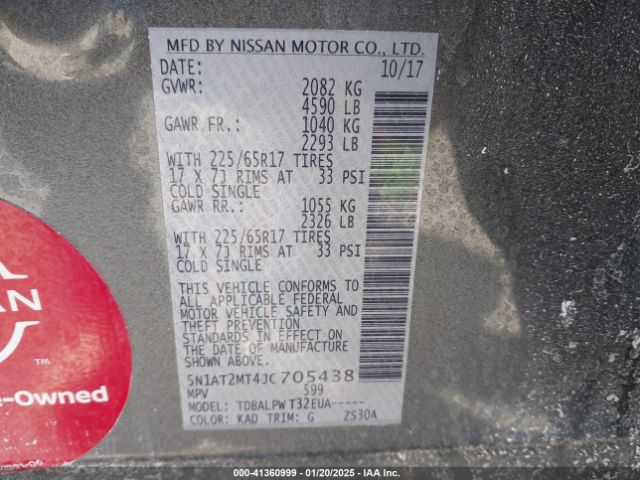 MFD BY NISSAN MOTOR CO., LTD.
DATE: 10/17
GVWR: 2082 KG
4590 LB
GAWR FR.: 1040 KG
2293 LB
WITH 225/65R17 TIRES
17 X 7J RIMS AT 33 PSI
COLD SINGLE
GAWR RR.: 1055 KG
2326 LB
WITH 225/65R17 TIRES
17 X 7J RIMS AT 33 PSI
COLD SINGLE
THIS VEHICLE CONFORMS TO
ALL APPLICABLE FEDERAL
MOTOR VEHICLE SAFETY AND
THEFT PREVENTION
STANDARDS IN EFFECT ON
THE DATE OF MANUFACTURE
SHOWN ABOVE.
5N1AT2MT4JC705438
MPV 599
MODEL: TDBALPW T32EUA-----
COLOR: KAD TRIM: G ZS30A
AN
e-Owned
000-41360999 — 01/20/2025 — IAA Inc.